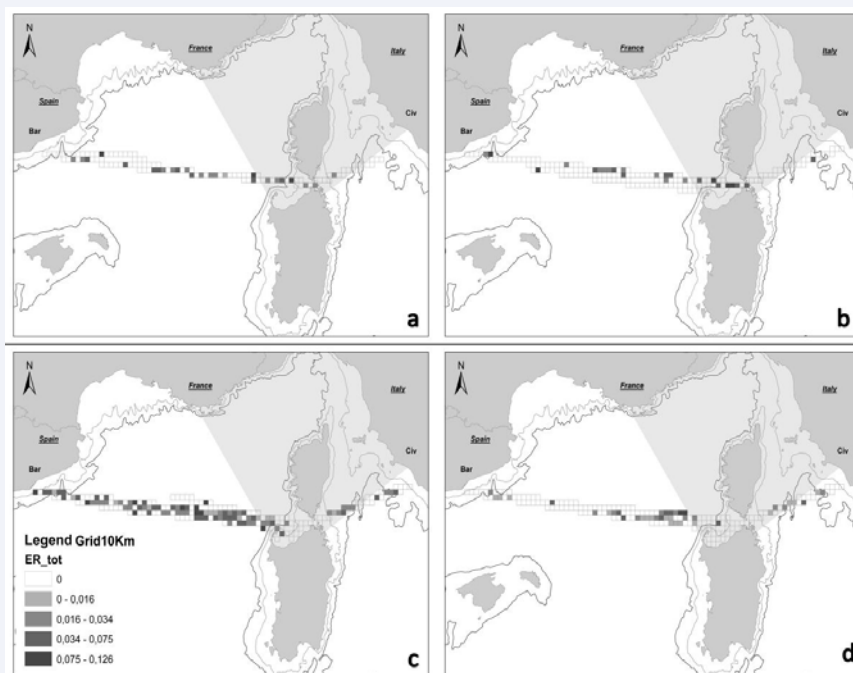 N
France
Italy
Spain
Bar
Civ
a
N
France
Italy
Spain
Bar
Civ
b
N
France
Italy
Spain
Bar
Civ
Legend Grid10Km
ER_tot
0
0 - 0,016
0,016 - 0,034
0,034 - 0,075
0,075 - 0,126
c
N
France
Italy
Spain
Bar
Civ
d